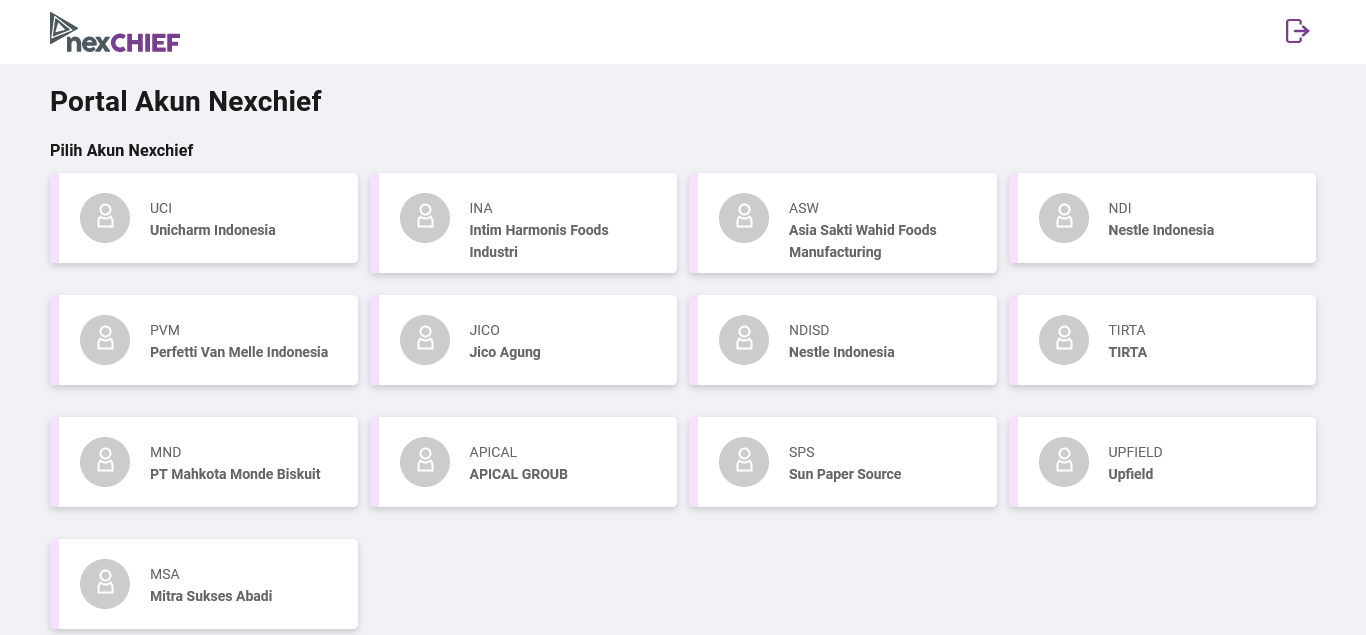 nexCHIEF
Portal Akun Nexchief
Pilih Akun Nexchief
UCI
Unicharm Indonesia
INA
Intim Harmonis Foods
Industri
ASW
Asia Sakti Wahid Foods
Manufacturing
NDI
Nestle Indonesia
PVM
Perfetti Van Melle Indonesia
JICO
Jico Agung
NDISD
Nestle Indonesia
TIRTA
TIRTA
MND
PT Mahkota Monde Biskuit
APICAL
APICAL GROUB
SPS
Sun Paper Source
UPFIELD
Upfield
MSA
Mitra Sukses Abadi